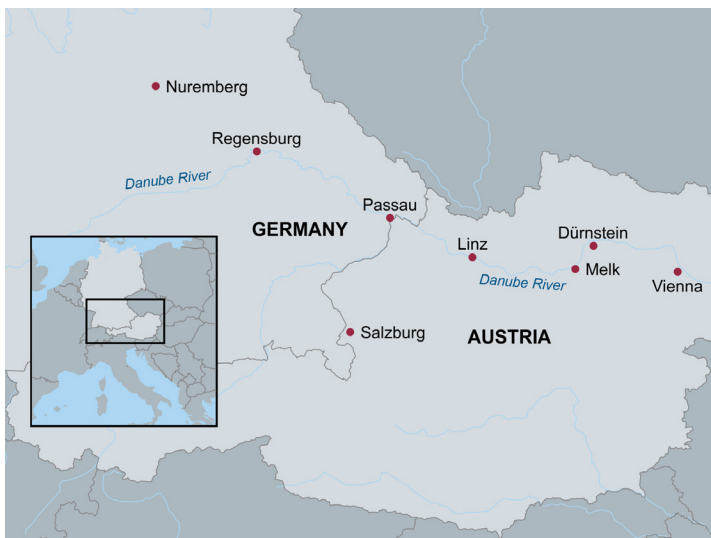 Nuremberg
Regensburg
Danube River
Passau
GERMANY
Linz
Dürnstein
Melk
Danube River
Vienna
Salzburg
AUSTRIA